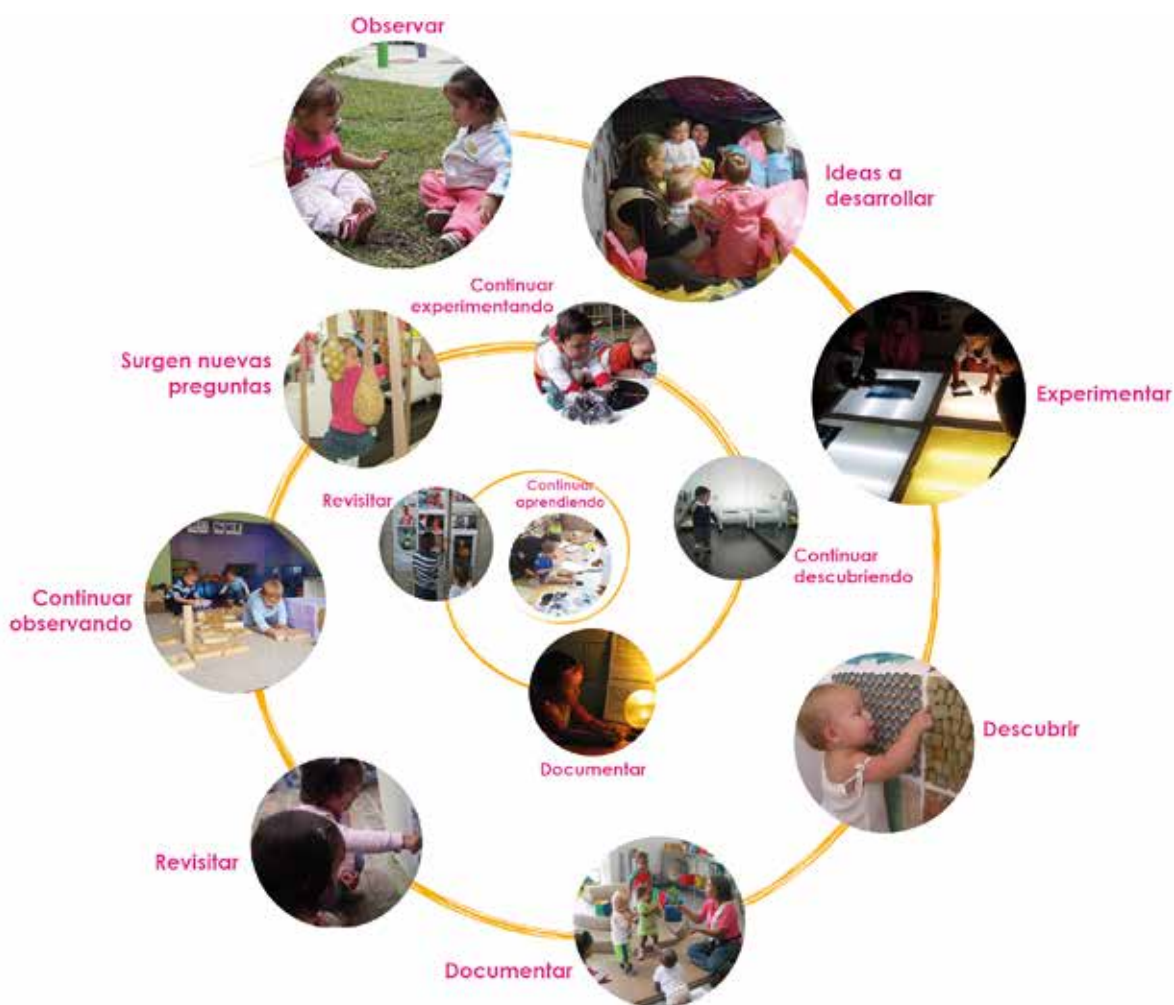 Observar
Ideas a
desarrollar
Experimentar
Descubrir
Documentar
Revisitar
Continuar
observando
Surgen nuevas
preguntas
Continuar
experimentando
Continuar
descubriendo
Documentar
Revisitar
Continuar
aprendiendo